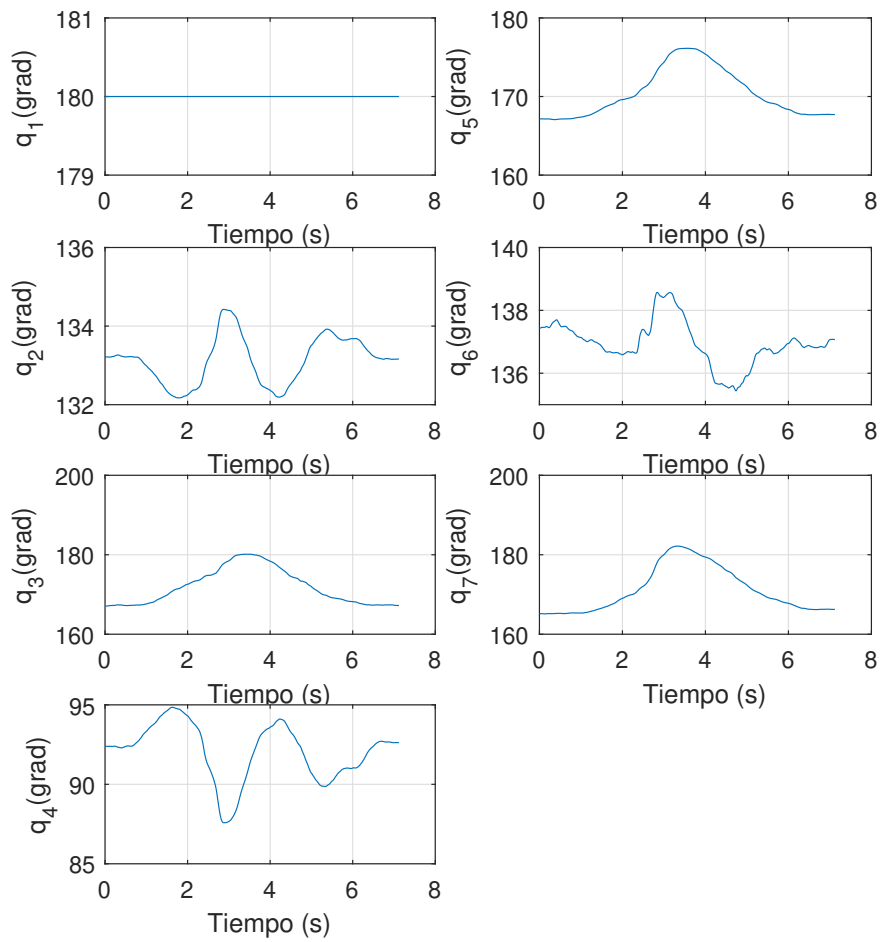 181
180
179
q1(grad)
0 2 4 6 8
Tiempo (s)
180
170
160
q5(grad)
0 2 4 6 8
Tiempo (s)
136
134
132
q2(grad)
0 2 4 6 8
Tiempo (s)
140
138
136
q6(grad)
0 2 4 6 8
Tiempo (s)
200
180
160
q3(grad)
0 2 4 6 8
Tiempo (s)
200
180
160
q7(grad)
0 2 4 6 8
Tiempo (s)
95
90
85
q4(grad)
0 2 4 6 8
Tiempo (s)